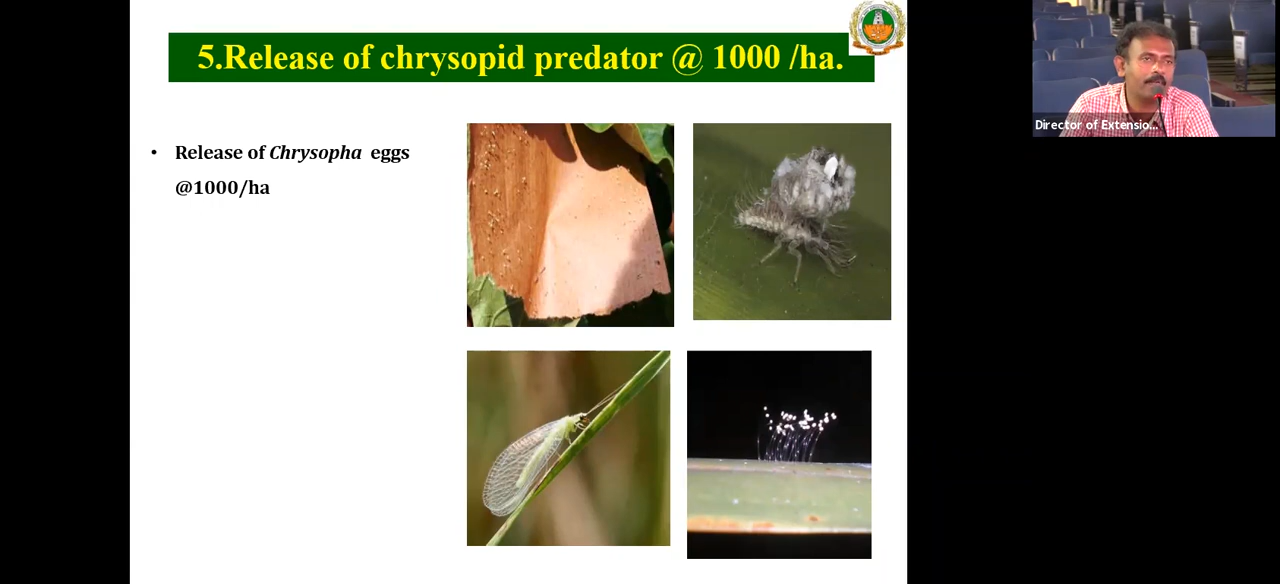 5.Release of chrysopid predator @ 1000 /ha.
• Release of Chrysopha eggs
@1000/ha
Director of Extensio...